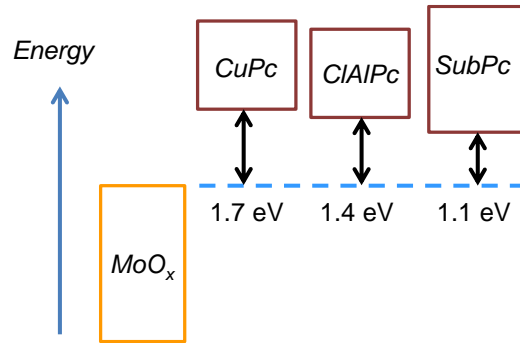 Energy
CuPc
ClAlPc
SubPc
1.7 eV
1.4 eV
1.1 eV
MoOx